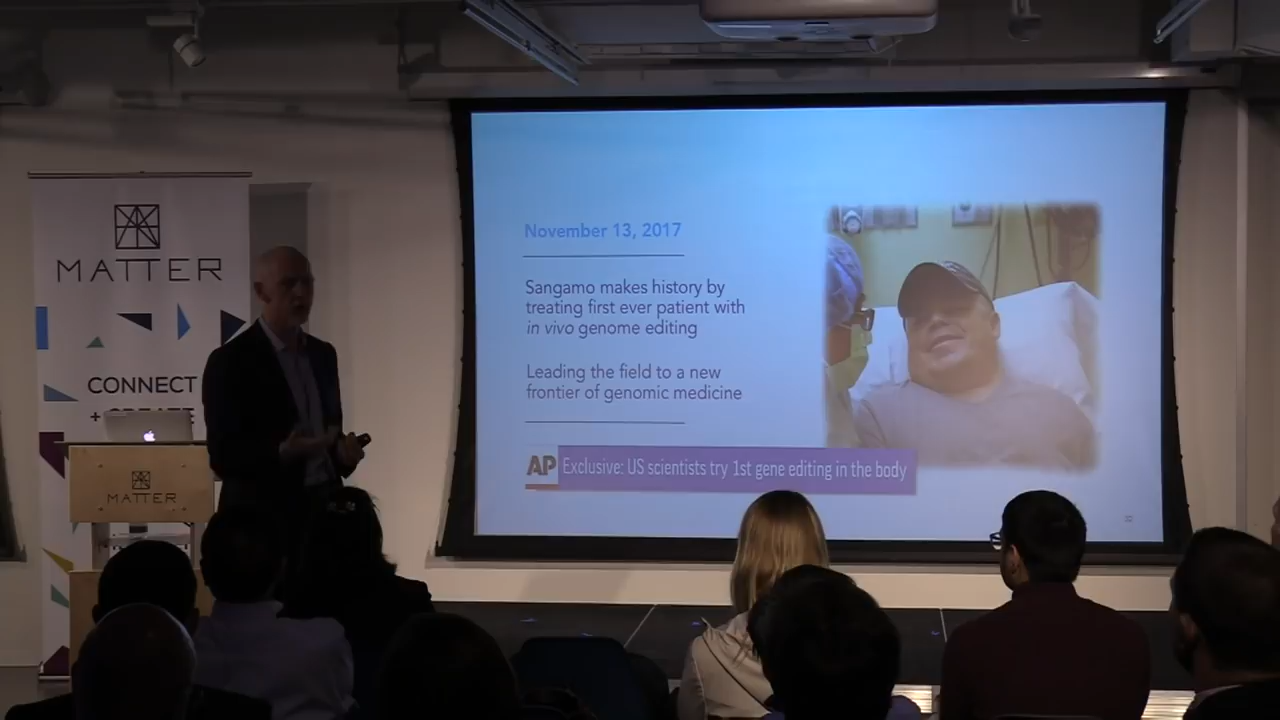 MATTER
CONNECT
+ CREATE
MATTER
November 13, 2017
Sangamo makes history by
treating first ever patient with
in vivo genome editing
Leading the field to a new
frontier of genomic medicine
AP Exclusive: US scientists try 1st gene editing in the body